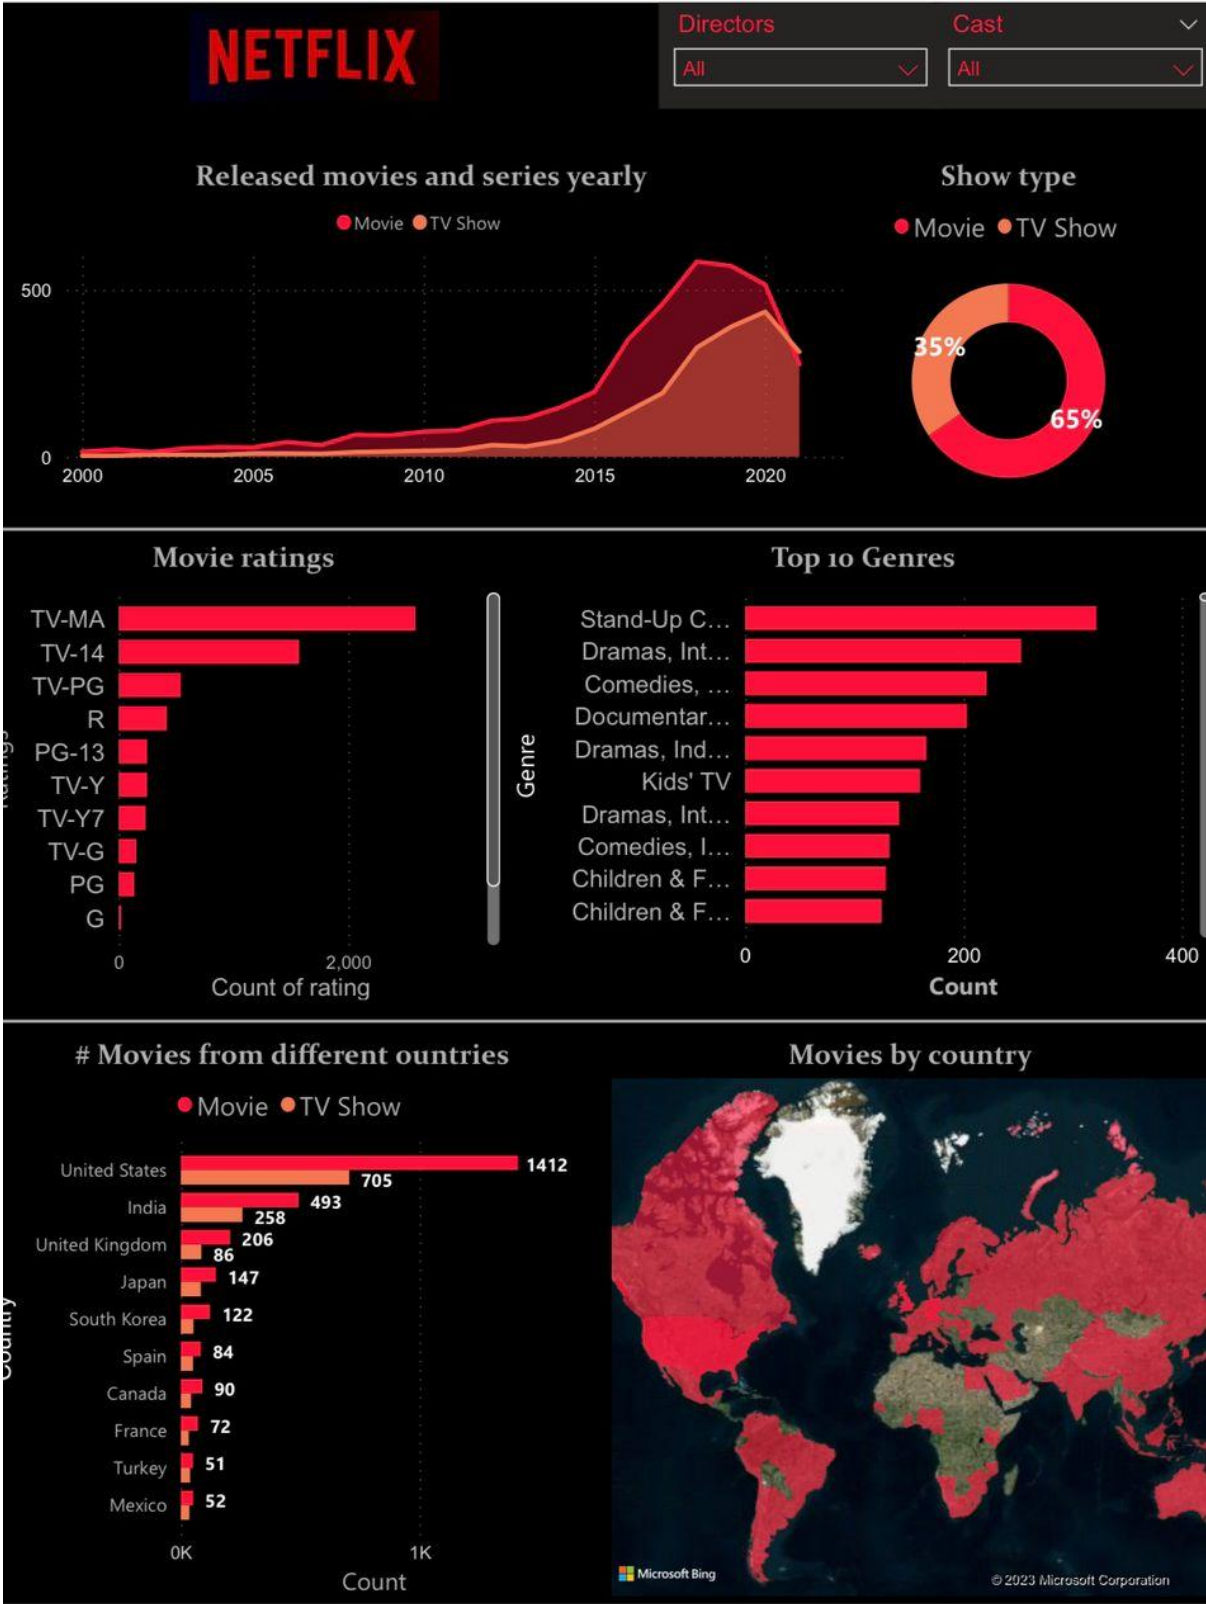 NETFLIX
Directors
Cast
All
All
Released movies and series yearly
Movie TV Show
500
0
2000 2005 2010 2015 2020
Show type
Movie TV Show
35%
65%
Movie ratings
Ratings
TV-MA
TV-14
TV-PG
R
PG-13
TV-Y
TV-Y7
TV-G
PG
G
0 2,000
Count of rating
Top 10 Genres
Genre
Stand-Up C...
Dramas, Int...
Comedies, ...
Documentar...
Dramas, Ind...
Kids' TV
Dramas, Int...
Comedies, I...
Children & F...
Children & F...
0 200 400
Count
# Movies from different ountries
Movie TV Show
Country
United States 1412
705
India 493
258
United Kingdom 206
86
Japan 147
South Korea 122
Spain 84
Canada 90
France 72
Turkey 51
Mexico 52
0K 1K
Count
Movies by country
Microsoft Bing
© 2023 Microsoft Corporation